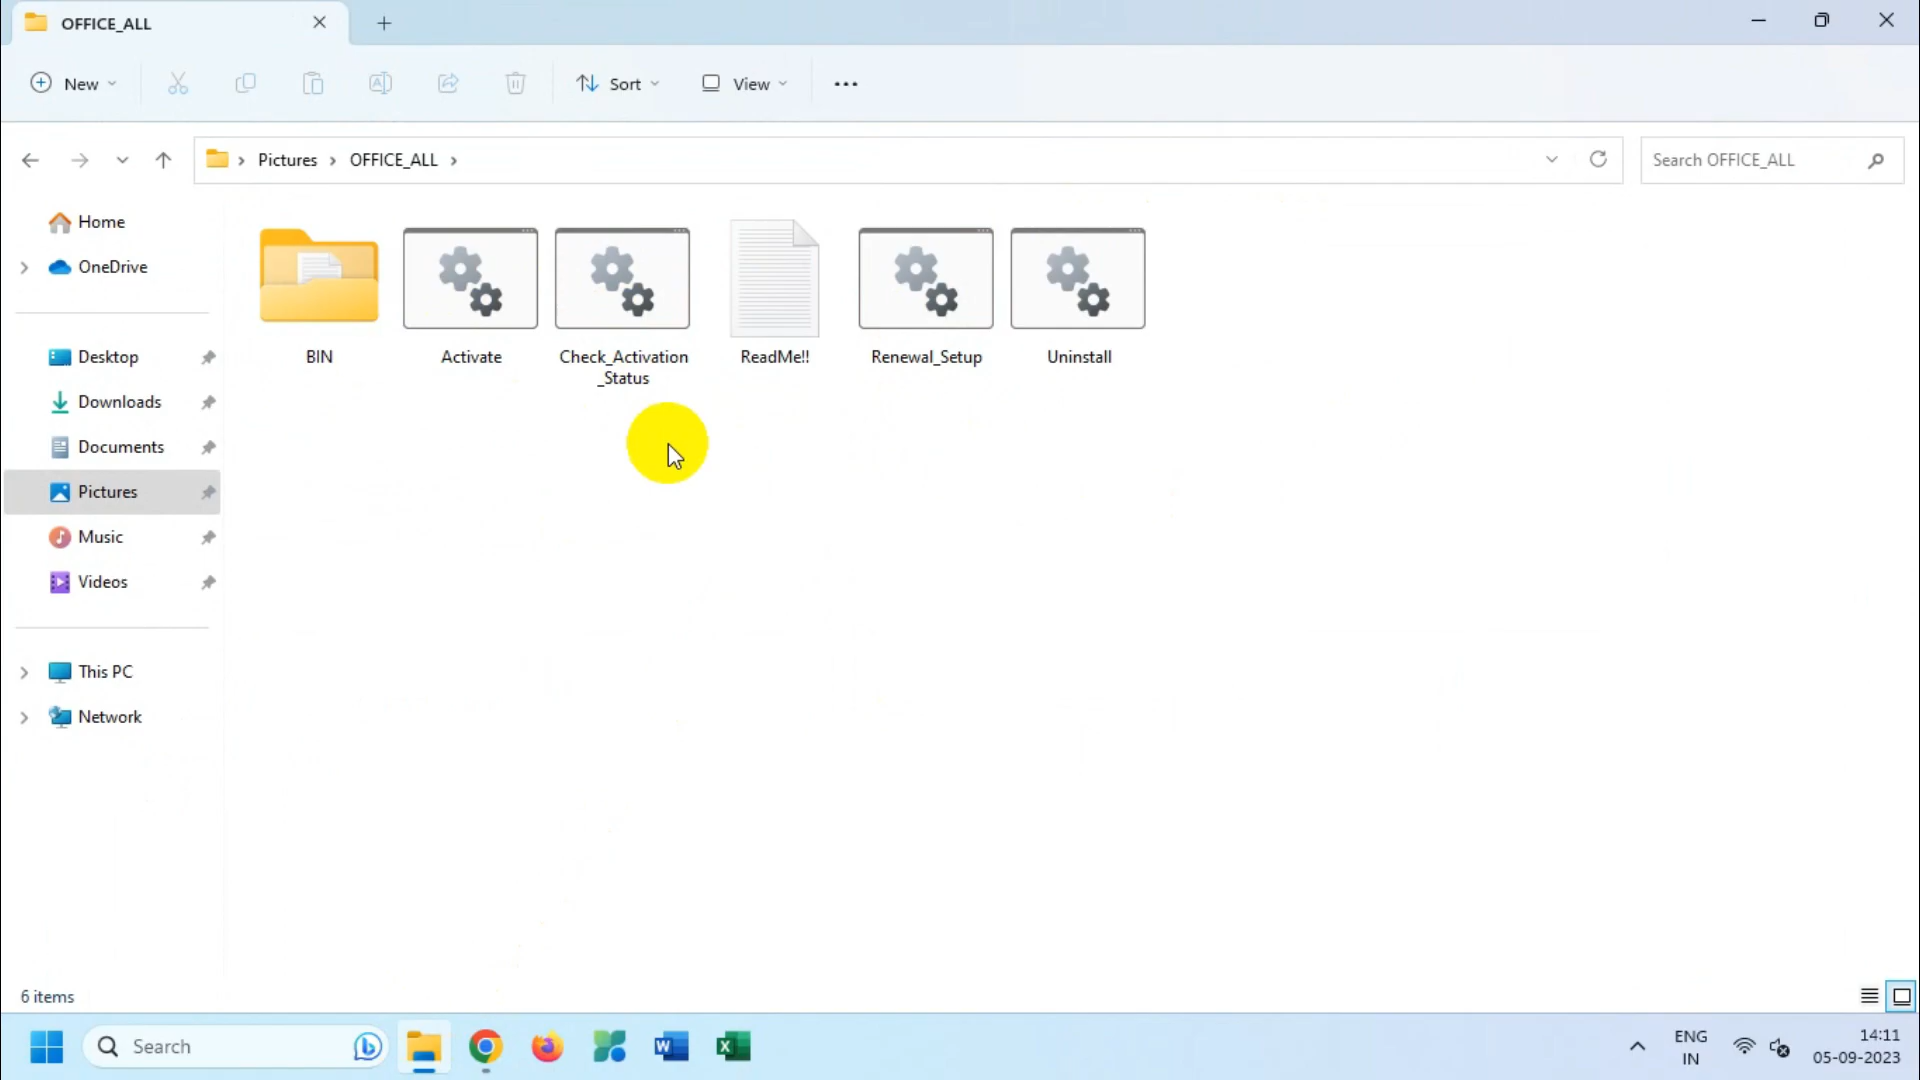 OFFICE_ALL
New
Sort
View
Pictures
OFFICE_ALL
Search OFFICE_ALL
Home
OneDrive
Desktop
Downloads
Documents
Pictures
Music
Videos
This PC
Network
BIN
Activate
Check_Activation
_Status
ReadMe!!
Renewal_Setup
Uninstall
6 items
Search
ENG
IN
14:11
05-09-2023